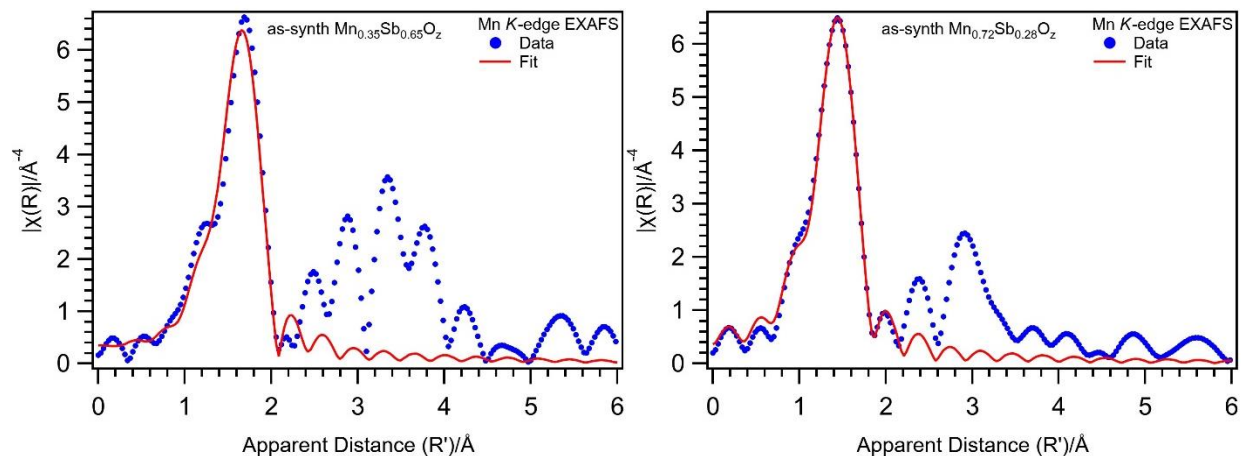 as-synth Mn0.35Sb0.65Oz
Mn K-edge EXAFS
Data
Fit
|χ(R)|/Å-4
6
5
4
3
2
1
0
0 1 2 3 4 5 6
Apparent Distance (R')/Å
as-synth Mn0.72Sb0.28Oz
Mn K-edge EXAFS
Data
Fit
|χ(R)|/Å-4
6
5
4
3
2
1
0
0 1 2 3 4 5 6
Apparent Distance (R')/Å